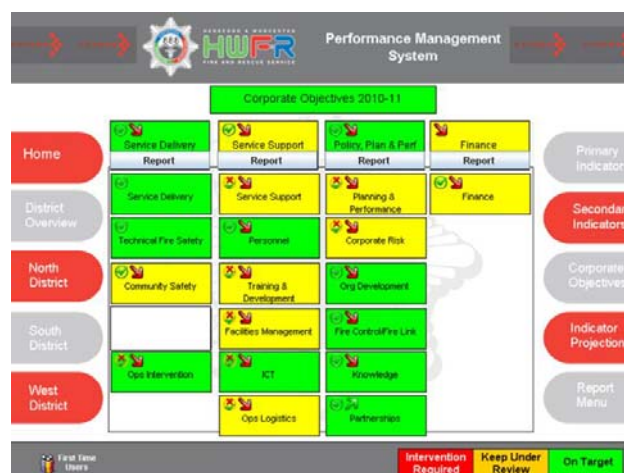 HEREFORD & WORCESTER
HWFR
FIRE AND RESCUE SERVICE
Performance Management
System
Corporate Objectives 2010-11
Service Delivery
Service Support
Policy, Plan & Perf
Finance
Report
Report
Report
Report
Home
District
Overview
North
District
South
District
West
District
Service Delivery
Service Support
Planning &
Performance
Finance
Technical Fire Safety
Personnel
Corporate Risk
Community Safety
Training &
Development
Org Development
Facilities Management
Fire Control/Fire Link
Ops Intervention
ICT
Knowledge
Ops Logistics
Partnerships
Primary
Indicator
Secondar
Indicators
Corporate
Objectives
Indicator
Projection
Report
Menu
First Time
Users
Intervention
Required
Keep Under
Review
On Target